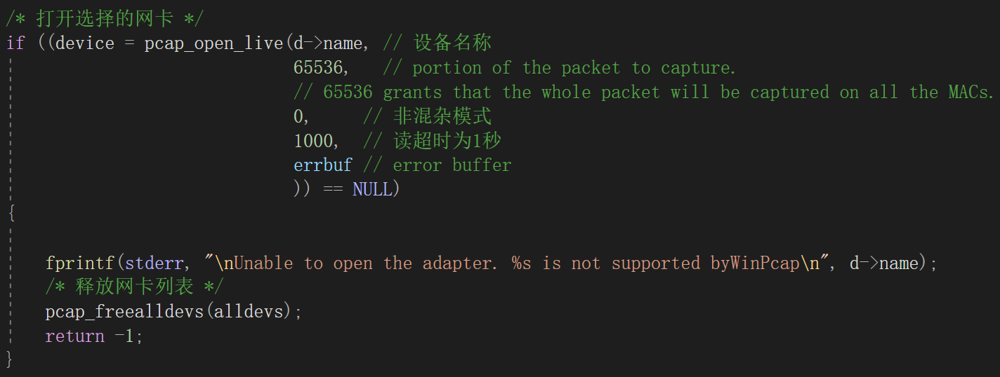 /* 打开选择的网卡 */
if ((device = pcap_open_live(d->name, // 设备名称
65536, // portion of the packet to capture.
// 65536 grants that the whole packet will be captured on all the MACs.
0, // 非混杂模式
1000, // 读超时为1秒
errbuf // error buffer
)) == NULL)
{
fprintf(stderr, "\nUnable to open the adapter. %s is not supported byWinPcap\n", d->name);
/* 释放网卡列表 */
pcap_freealldevs(alldevs);
return -1;
}